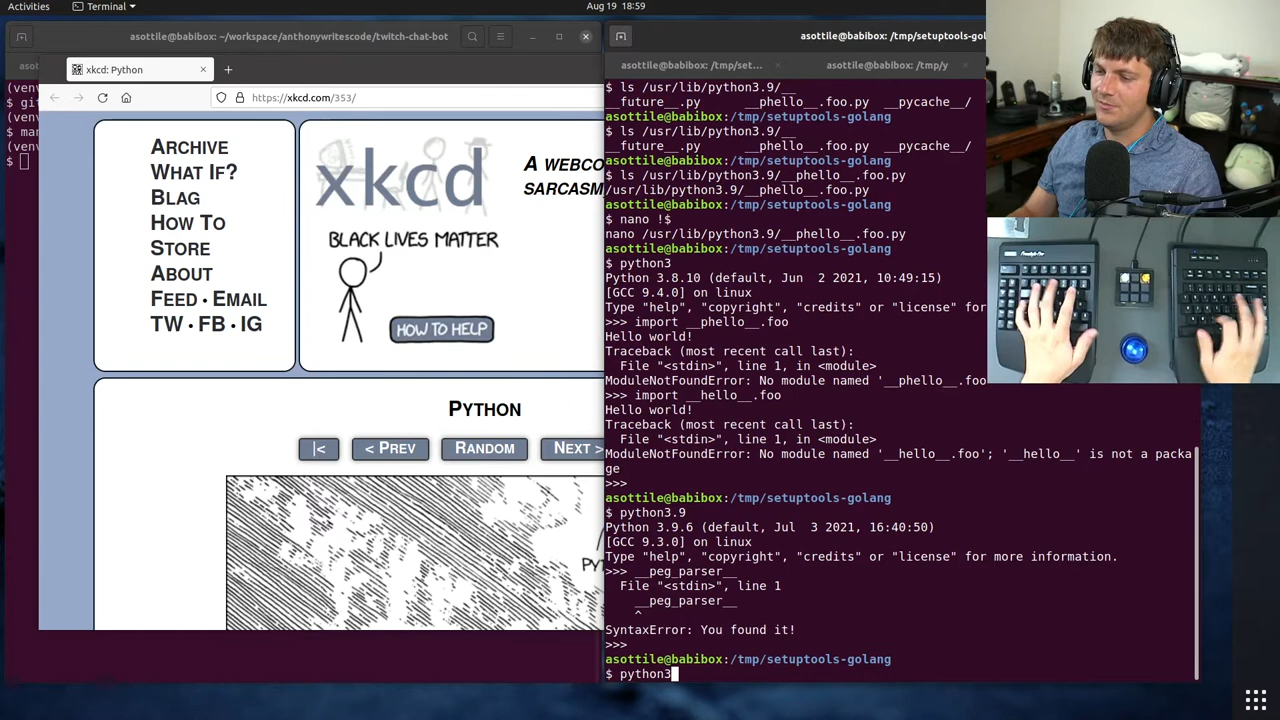 Activities
Terminal
Aug 19 18:59
asottile@babibox: ~/workspace/anthonywritescode/twitch-chat-bot
asottile@babibox: /tmp/setuptools-gola
xkcd: Python
asottile@babibox: /tmp/set...
asottile@babibox: /tmp/y
https://xkcd.com/353/
(ven
$ git
(ven
$ mar
(ven
$
ARCHIVE
WHAT IF?
BLAG
HOW TO
STORE
ABOUT
FEED • EMAIL
TW • FB • IG
xkcd
A WEBCO
SARCASM
BLACK LIVES MATTER
HOW TO HELP
PYTHON
|<
< PREV
RANDOM
NEXT >
PY
$ ls /usr/lib/python3.9/__
__future__.py __phello__.foo.py __pycache__/
asottile@babibox:/tmp/setuptools-golang
$ ls /usr/lib/python3.9/__
__future__.py __phello__.foo.py __pycache__/
asottile@babibox:/tmp/setuptools-golang
$ ls /usr/lib/python3.9/__phello__.foo.py
/usr/lib/python3.9/__phello__.foo.py
asottile@babibox:/tmp/setuptools-golang
$ nano !$
nano /usr/lib/python3.9/__phello__.foo.py
asottile@babibox:/tmp/setuptools-golang
$ python3
Python 3.8.10 (default, Jun 2 2021, 10:49:15)
[GCC 9.4.0] on linux
Type "help", "copyright", "credits" or "license" for
>>> import __phello__.foo
Hello world!
Traceback (most recent call last):
File "<stdin>", line 1, in <module>
ModuleNotFoundError: No module named '__phello__.foo
>>> import __hello__.foo
Hello world!
Traceback (most recent call last):
File "<stdin>", line 1, in <module>
ModuleNotFoundError: No module named '__hello__.foo'; '__hello__' is not a packa
ge
>>>
asottile@babibox:/tmp/setuptools-golang
$ python3.9
Python 3.9.6 (default, Jul 3 2021, 16:40:50)
[GCC 9.3.0] on linux
Type "help", "copyright", "credits" or "license" for more information.
>>> __peg_parser__
File "<stdin>", line 1
__peg_parser__
^
SyntaxError: You found it!
>>>
asottile@babibox:/tmp/setuptools-golang
$ python3